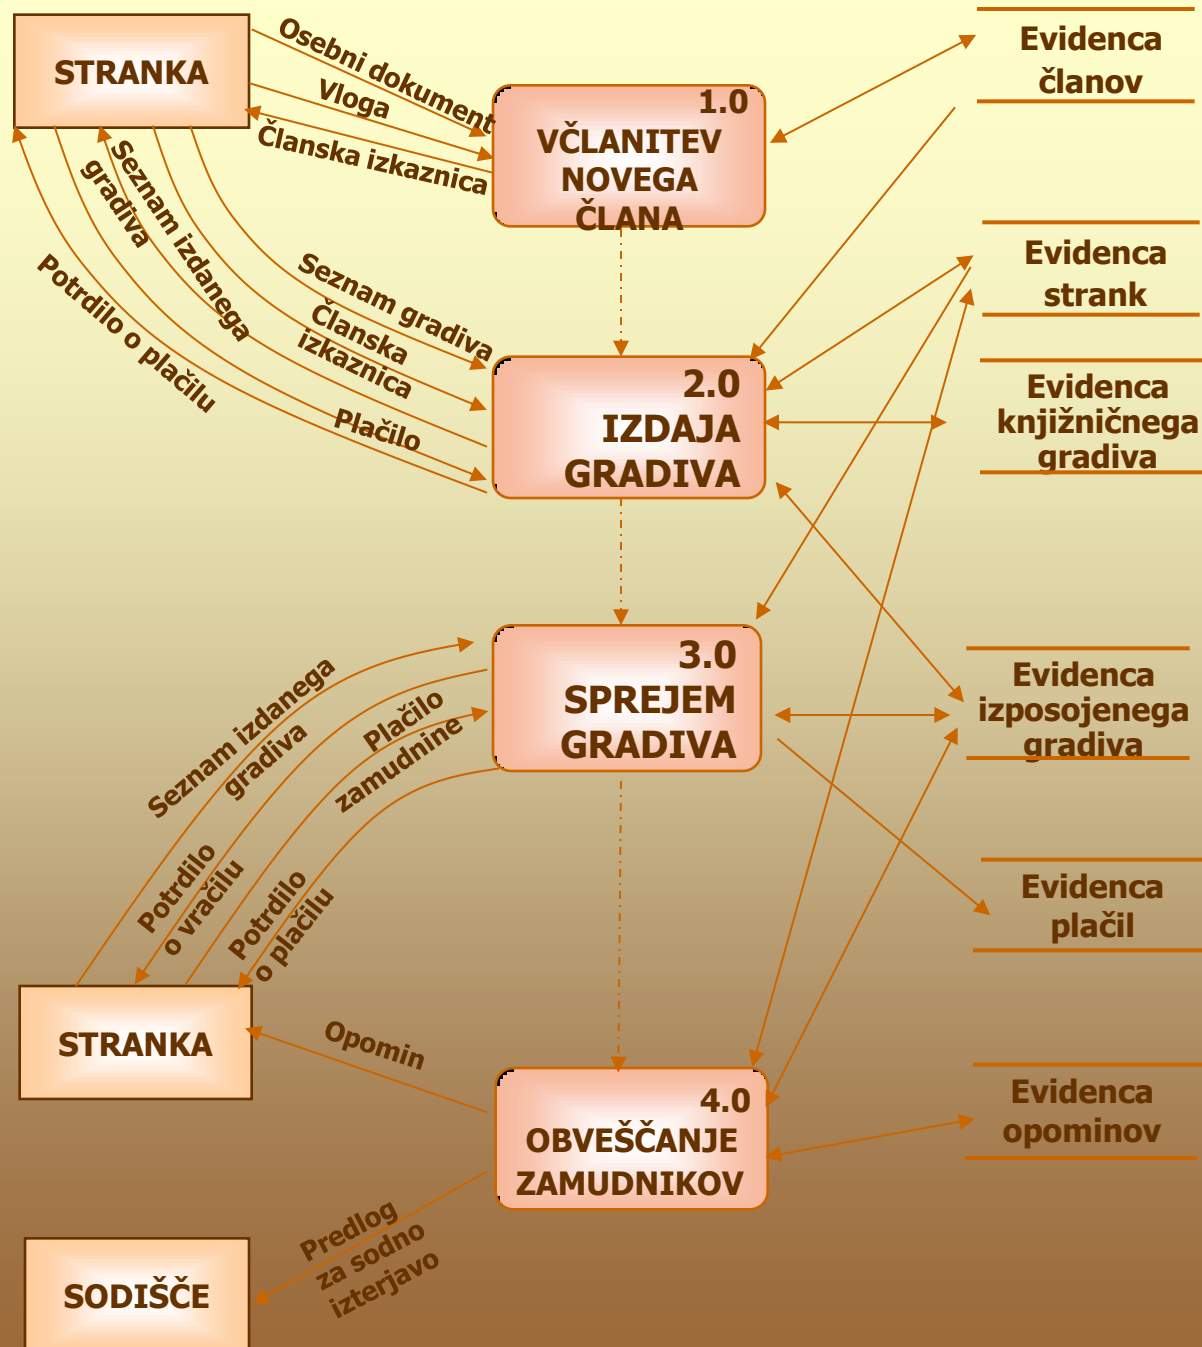 STRANKA
Osebni dokument
Vloga
Članska izkaznica
1.0
VČLANITEV
NOVEGA
ČLANA
Evidenca
članov
Seznam izdanega
gradiva
Potrdilo o plačilu
Seznam gradiva
Članska
izkaznica
Plačilo
2.0
IZDAJA
GRADIVA
Evidenca
strank
Evidenca
knjižničnega
gradiva
3.0
SPREJEM
GRADIVA
Seznam izdanega
gradiva
Plačilo
zamudnine
Potrdilo
o vračilu
Potrdilo
o plačilu
Evidenca
izposojenega
gradiva
Evidenca
plačil
STRANKA
Opomin
4.0
OBVEŠČANJE
ZAMUDNIKOV
Evidenca
opominov
Predlog
za sodno
izterjavo
SODIŠČE